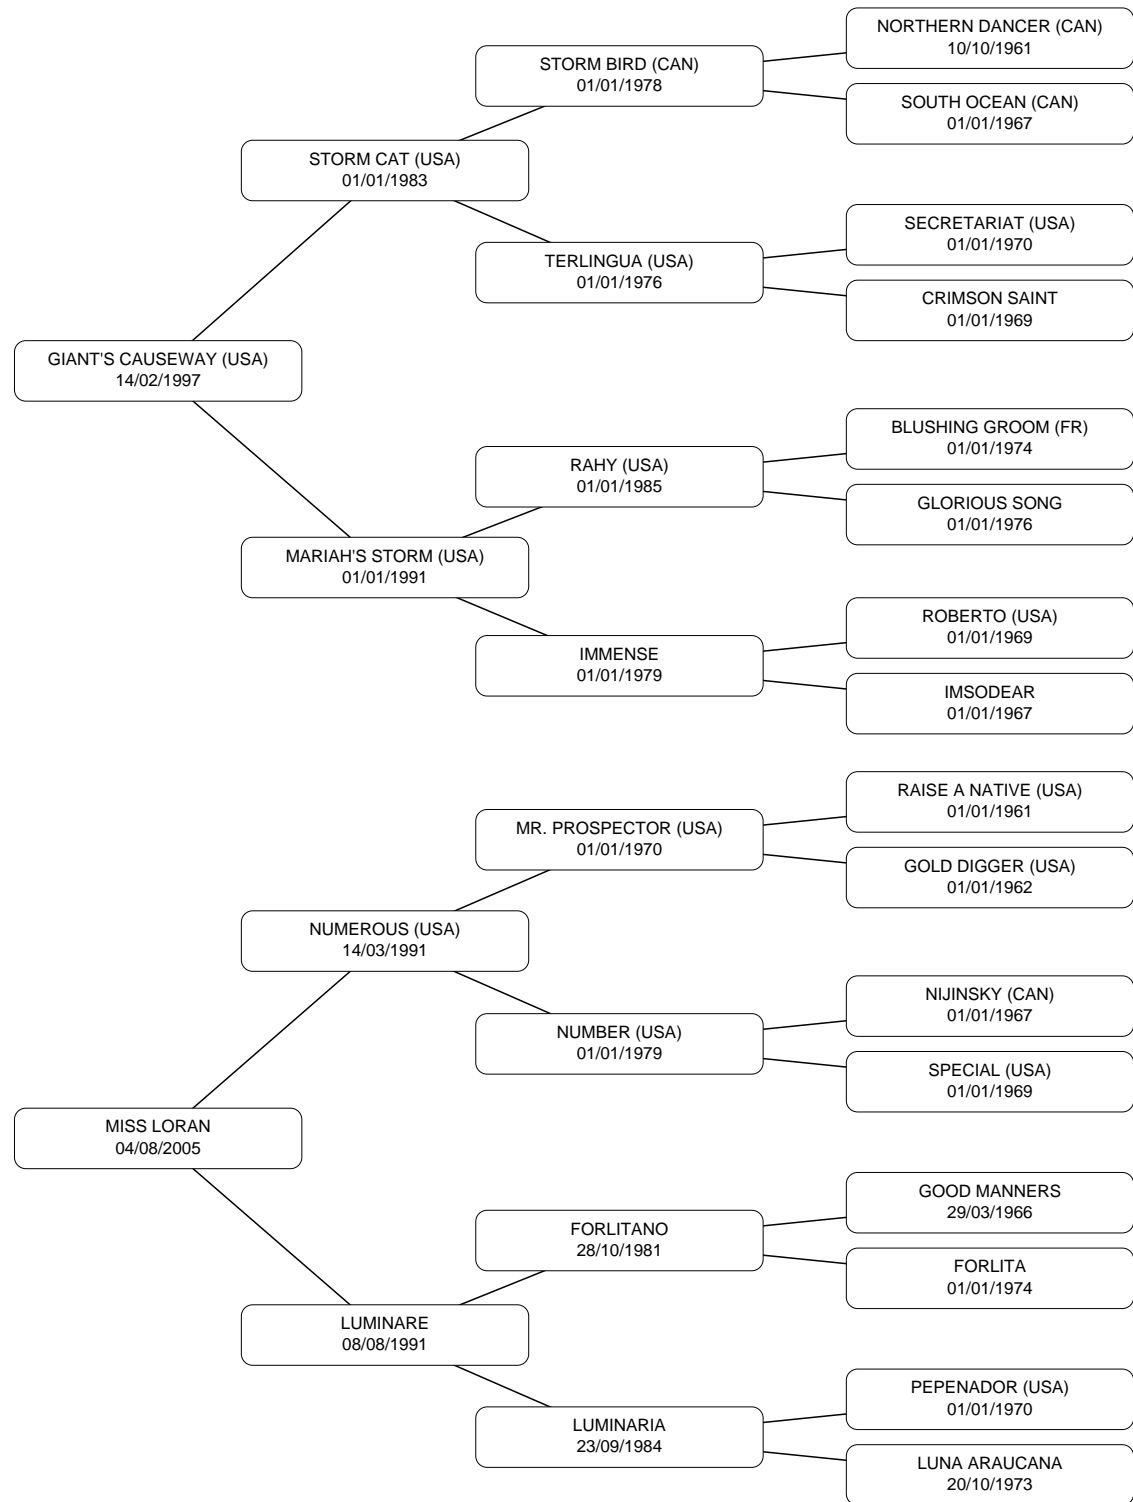 NORTHERN DANCER (CAN)
10/10/1961
STORM BIRD (CAN)
01/01/1978
SOUTH OCEAN (CAN)
01/01/1967
STORM CAT (USA)
01/01/1983
SECRETARIAT (USA)
01/01/1970
TERLINGUA (USA)
01/01/1976
CRIMSON SAINT
01/01/1969
GIANT'S CAUSEWAY (USA)
14/02/1997
BLUSHING GROOM (FR)
01/01/1974
RAHY (USA)
01/01/1985
GLORIOUS SONG
01/01/1976
MARIAH'S STORM (USA)
01/01/1991
ROBERTO (USA)
01/01/1969
IMMENSE
01/01/1979
IMSODEAR
01/01/1967
RAISE A NATIVE (USA)
01/01/1961
MR. PROSPECTOR (USA)
01/01/1970
GOLD DIGGER (USA)
01/01/1962
NUMEROUS (USA)
14/03/1991
NIJINSKY (CAN)
01/01/1967
NUMBER (USA)
01/01/1979
SPECIAL (USA)
01/01/1969
MISS LORAN
04/08/2005
GOOD MANNERS
29/03/1966
FORLITANO
28/10/1981
FORLITA
01/01/1974
LUMINARE
08/08/1991
PEPENADOR (USA)
01/01/1970
LUMINARIA
23/09/1984
LUNA ARAUCANA
20/10/1973